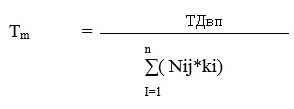 ТДвп
Tm =
n
∑( Nij*ki)
I=1